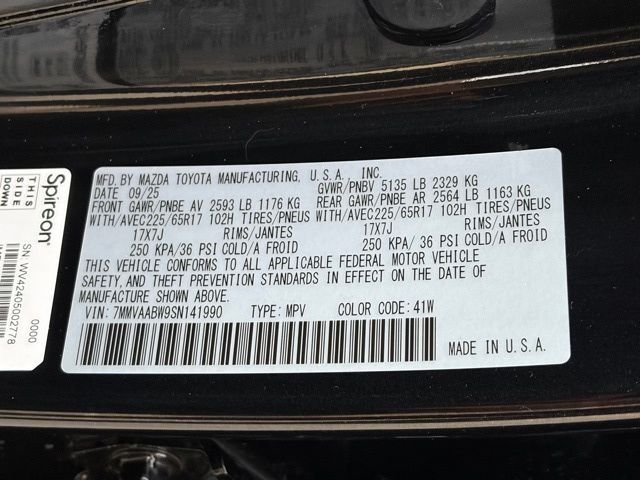 MFD. BY MAZDA TOYOTA MANUFACTURING, U.S.A., INC.
DATE 09/25 GVWR/PNBV 5135 LB 2329 KG
FRONT GAWR/PNBE AV 2593 LB 1176 KG REAR GAWR/PNBE AR 2564 LB 1163 KG
WITH/AVEC225/65R17 102H TIRES/PNEUS WITH/AVEC225/65R17 102H TIRES/PNEUS
17X7J RIMS/JANTES 17X7J RIMS/JANTES
250 KPA/36 PSI COLD/A FROID 250 KPA/36 PSI COLD/A FROID
THIS VEHICLE CONFORMS TO ALL APPLICABLE FEDERAL MOTOR VEHICLE
SAFETY, AND THEFT PREVENTION STANDARDS IN EFFECT ON THE DATE OF
MANUFACTURE SHOWN ABOVE.
VIN: 7MMVAABW9SN141990 TYPE: MPV COLOR CODE: 41W
MADE IN U.S.A.
THIS
SIDE
DOWN
Spireon
SN. VVV42405002778
0000